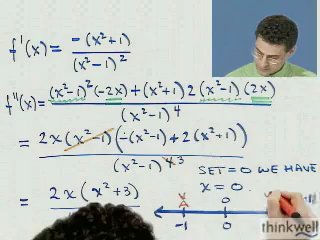 f'(x) = -(x²+1) / (x²-1)²
f"(x) = (x²-1)²(-2x) + (x²+1) 2 (x²-1) (2x) / (x²-1)⁴
= 2x(x²-1)(-(x²-1) + 2(x²+1)) / (x²-1)⁴ 3
SET=0 WE HAVE
x = 0.
= 2x(x²+3)
0
-1 0
thinkwell